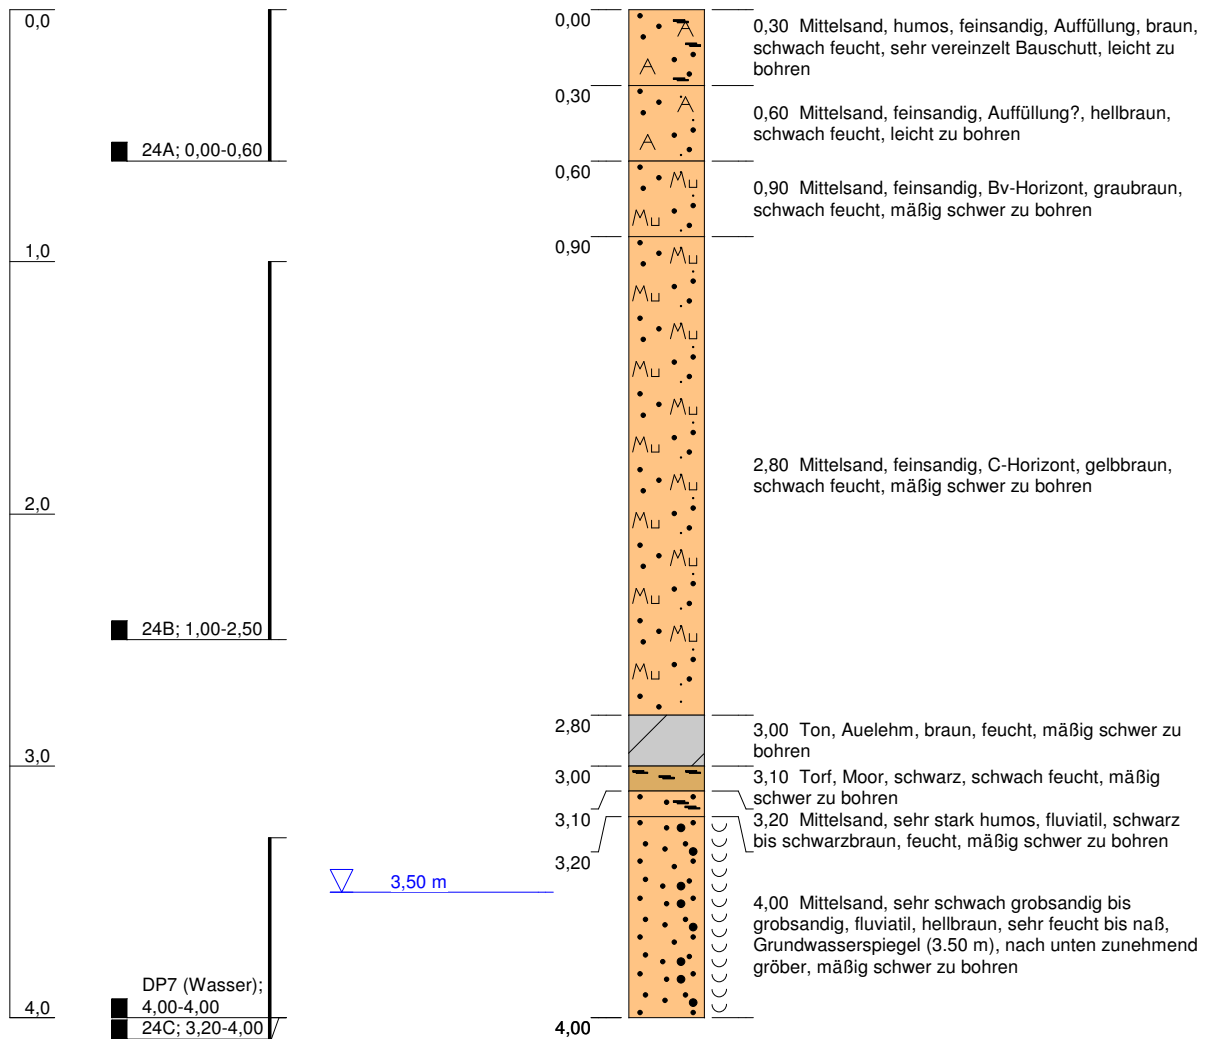 0,0
1,0
2,0
3,0
4,0
24A; 0,00-0,60
24B; 1,00-2,50
DP7 (Wasser);
4,00-4,00
24C; 3,20-4,00
3,50 m
0,00
0,30
0,60
0,90
2,80
3,00
3,10
3,20
4,00
0,30 Mittelsand, humos, feinsandig, Auffüllung, braun,
schwach feucht, sehr vereinzelt Bauschutt, leicht zu
bohren
0,60 Mittelsand, feinsandig, Auffüllung?, hellbraun,
schwach feucht, leicht zu bohren
0,90 Mittelsand, feinsandig, Bv-Horizont, graubraun,
schwach feucht, mäßig schwer zu bohren
2,80 Mittelsand, feinsandig, C-Horizont, gelbbraun,
schwach feucht, mäßig schwer zu bohren
3,00 Ton, Auelehm, braun, feucht, mäßig schwer zu
bohren
3,10 Torf, Moor, schwarz, schwach feucht, mäßig
schwer zu bohren
3,20 Mittelsand, sehr stark humos, fluviatil, schwarz
bis schwarzbraun, feucht, mäßig schwer zu bohren
4,00 Mittelsand, sehr schwach grobsandig bis
grobsandig, fluviatil, hellbraun, sehr feucht bis naß,
Grundwasserspiegel (3.50 m), nach unten zunehmend
gröber, mäßig schwer zu bohren